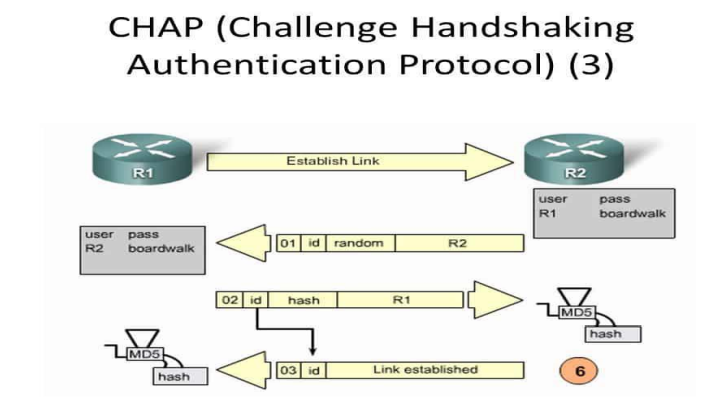 CHAP (Challenge Handshaking
Authentication Protocol) (3)
R1
Establish Link
R2
user pass
R1 boardwalk
user pass
R2 boardwalk
01 id random R2
02 id hash R1
MD5
hash
MD5
hash
03 id Link established
6